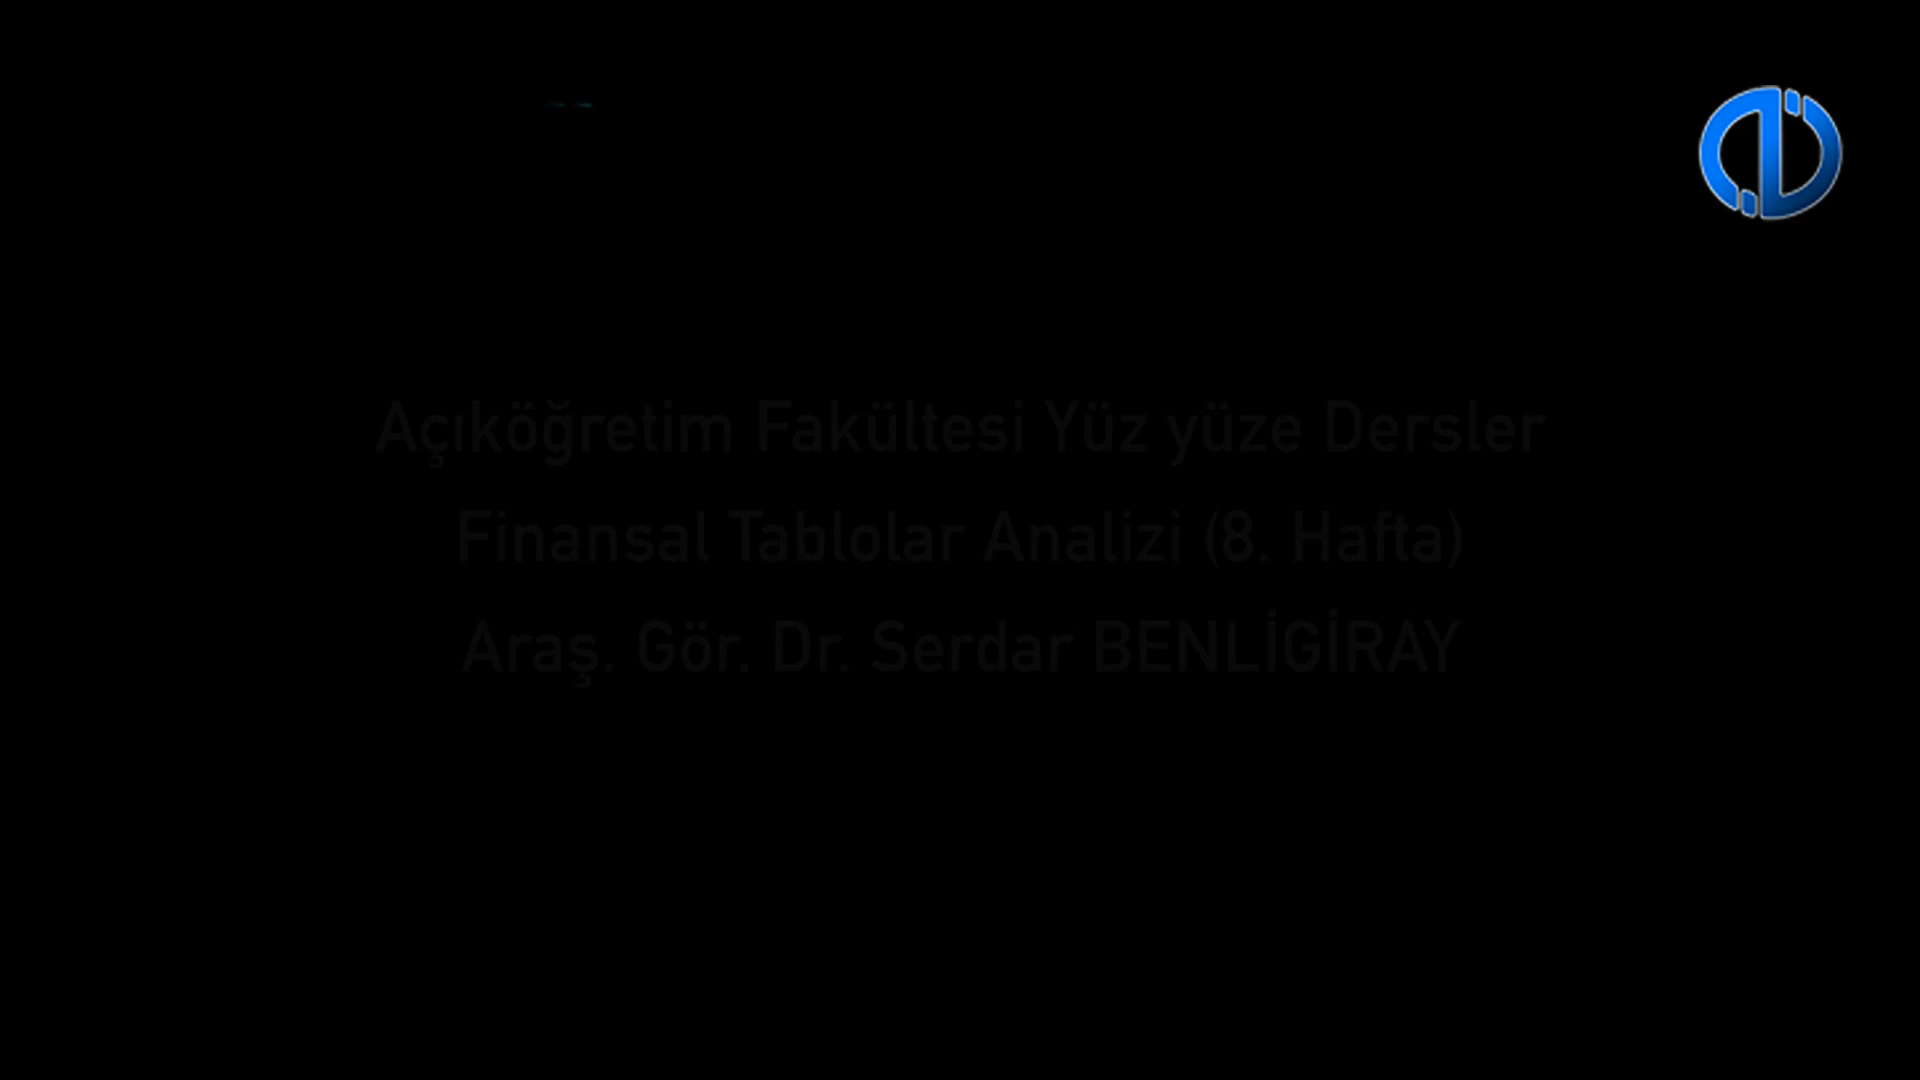 Açıköğretim Fakültesi Yüz yüze Dersler
Finansal Tablolar Analizi (8. Hafta)
Araş. Gör. Dr. Serdar BENLİGİRAY